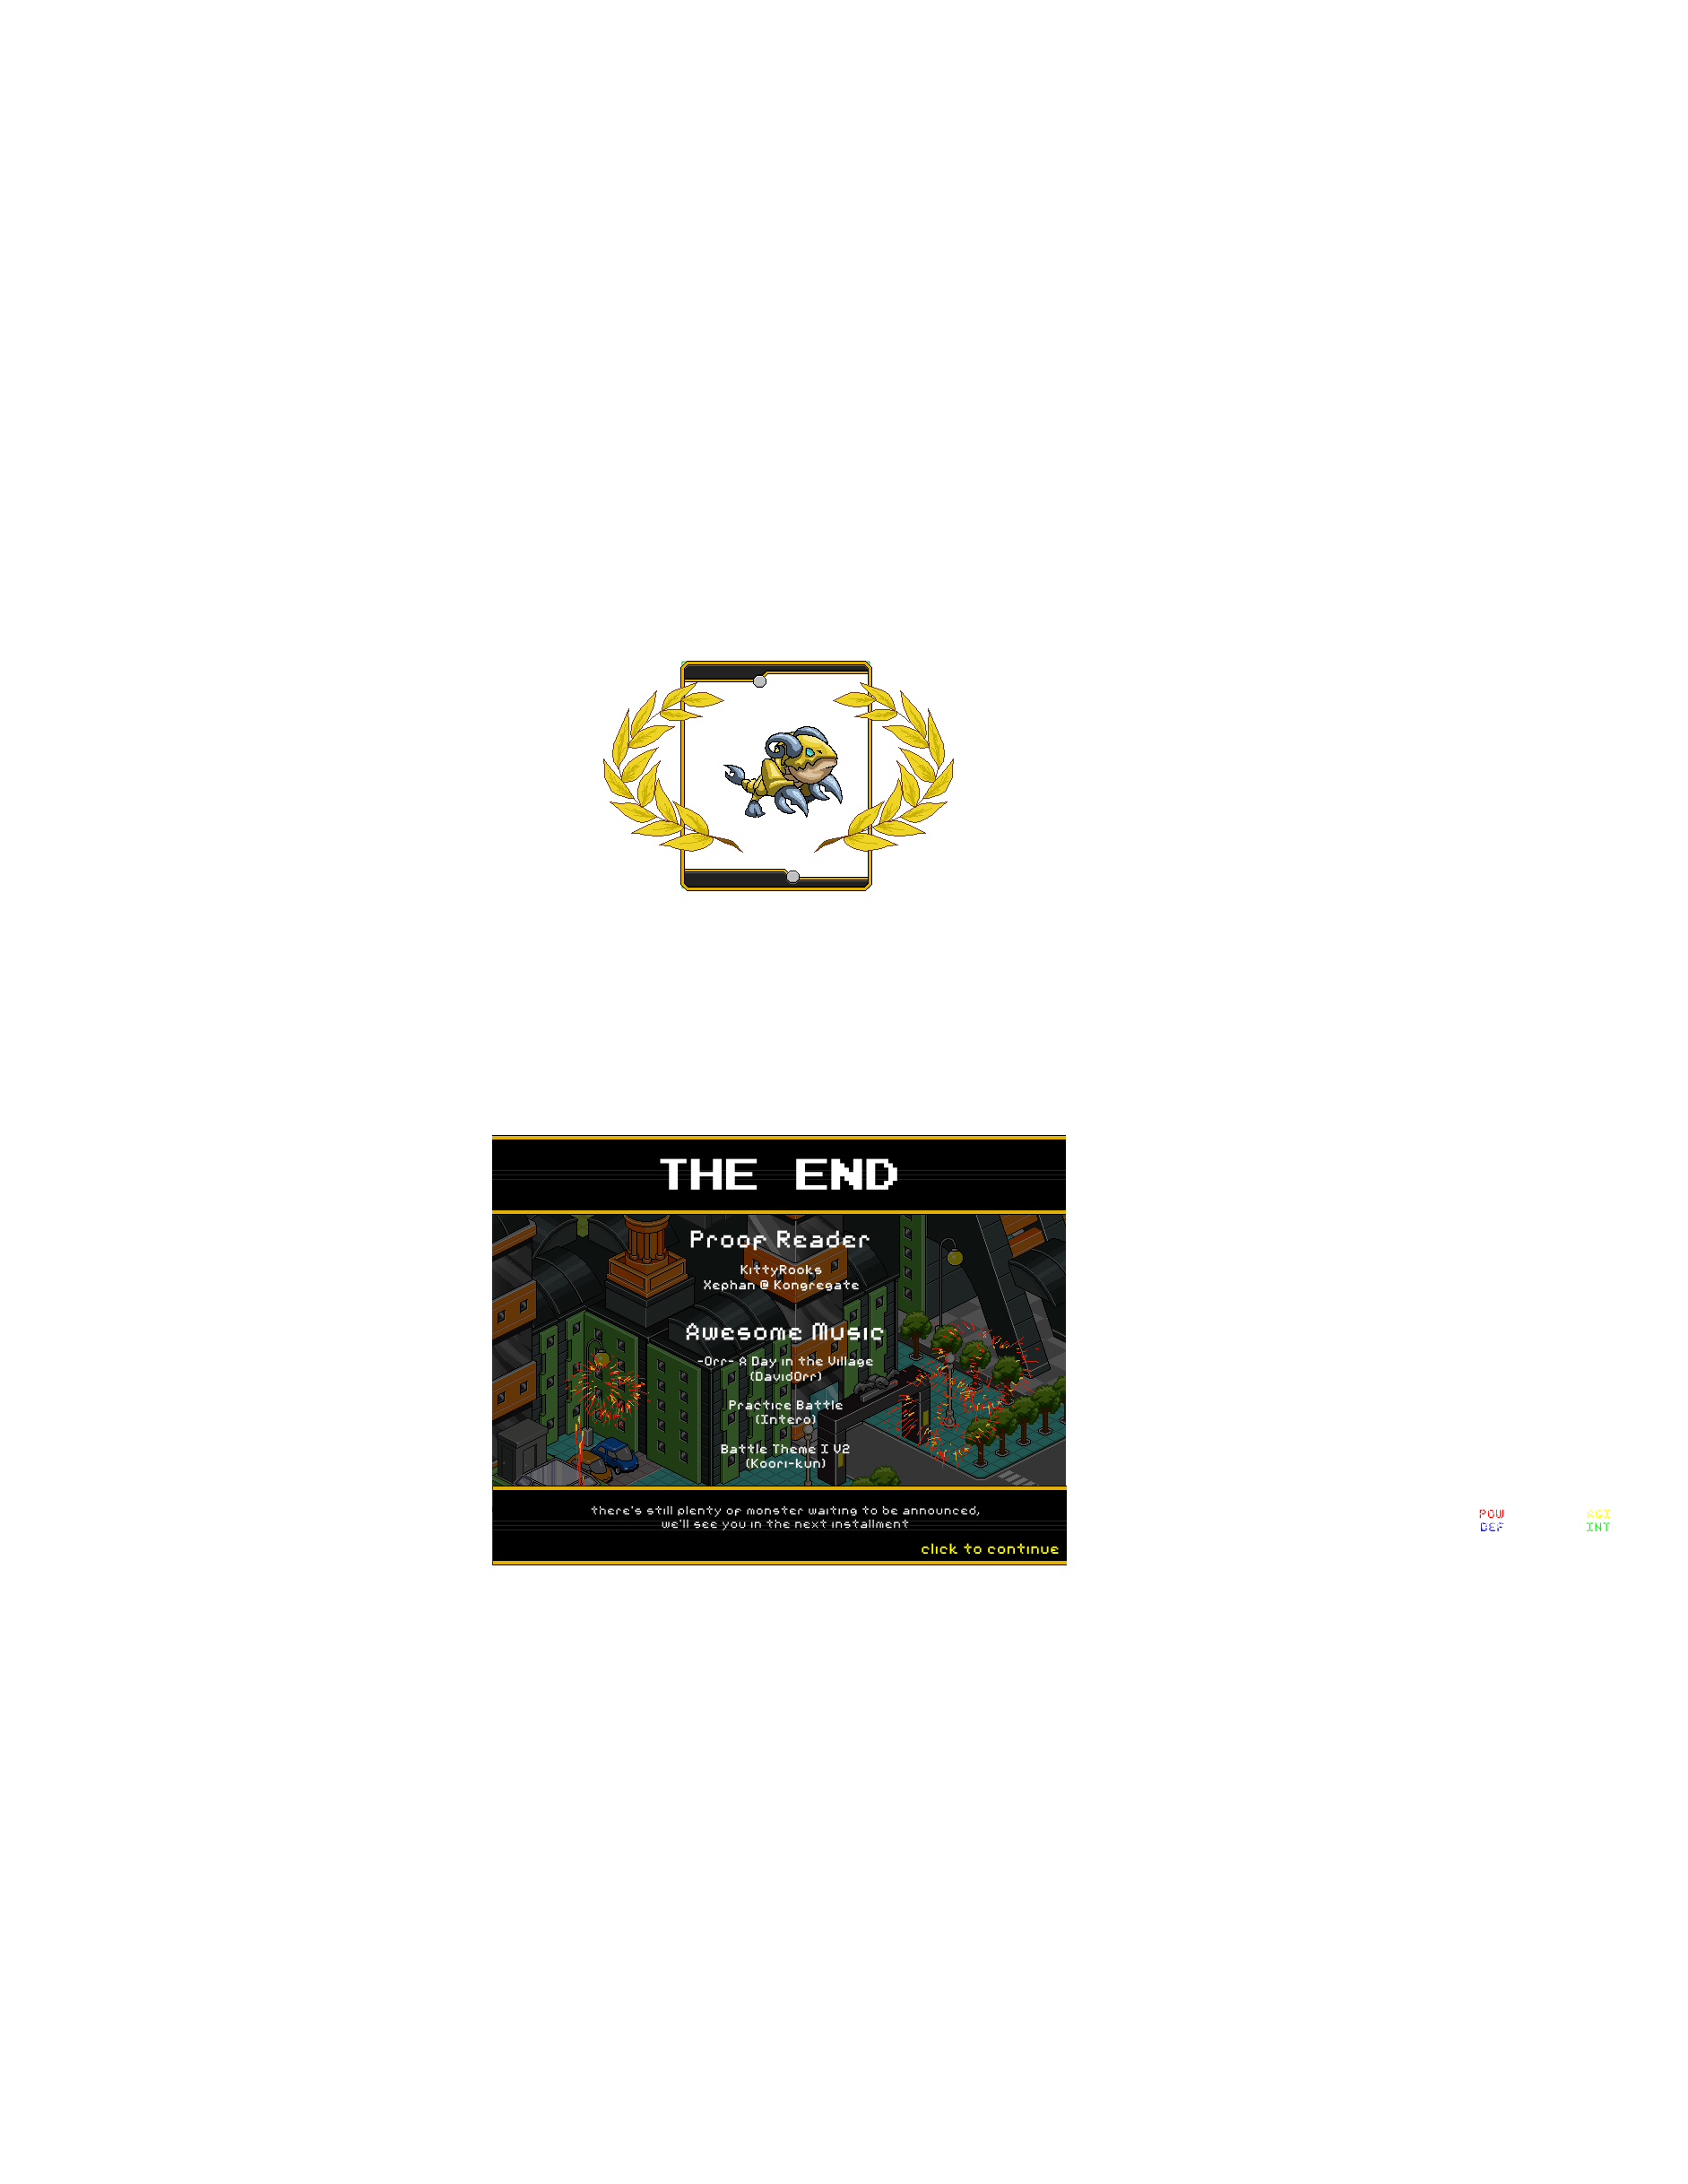 THE END
Proof Reader
KittyRooks
Xephan @ Kongregate
Awesome Music
-Orr- A Day in the Village
(DavidOrr)
Practice Battle
(Intero)
Battle Theme I V2
(Koori-kun)
there's still plenty of monster waiting to be announced,
we'll see you in the next installment
click to continue
POW AGI
DEF INT